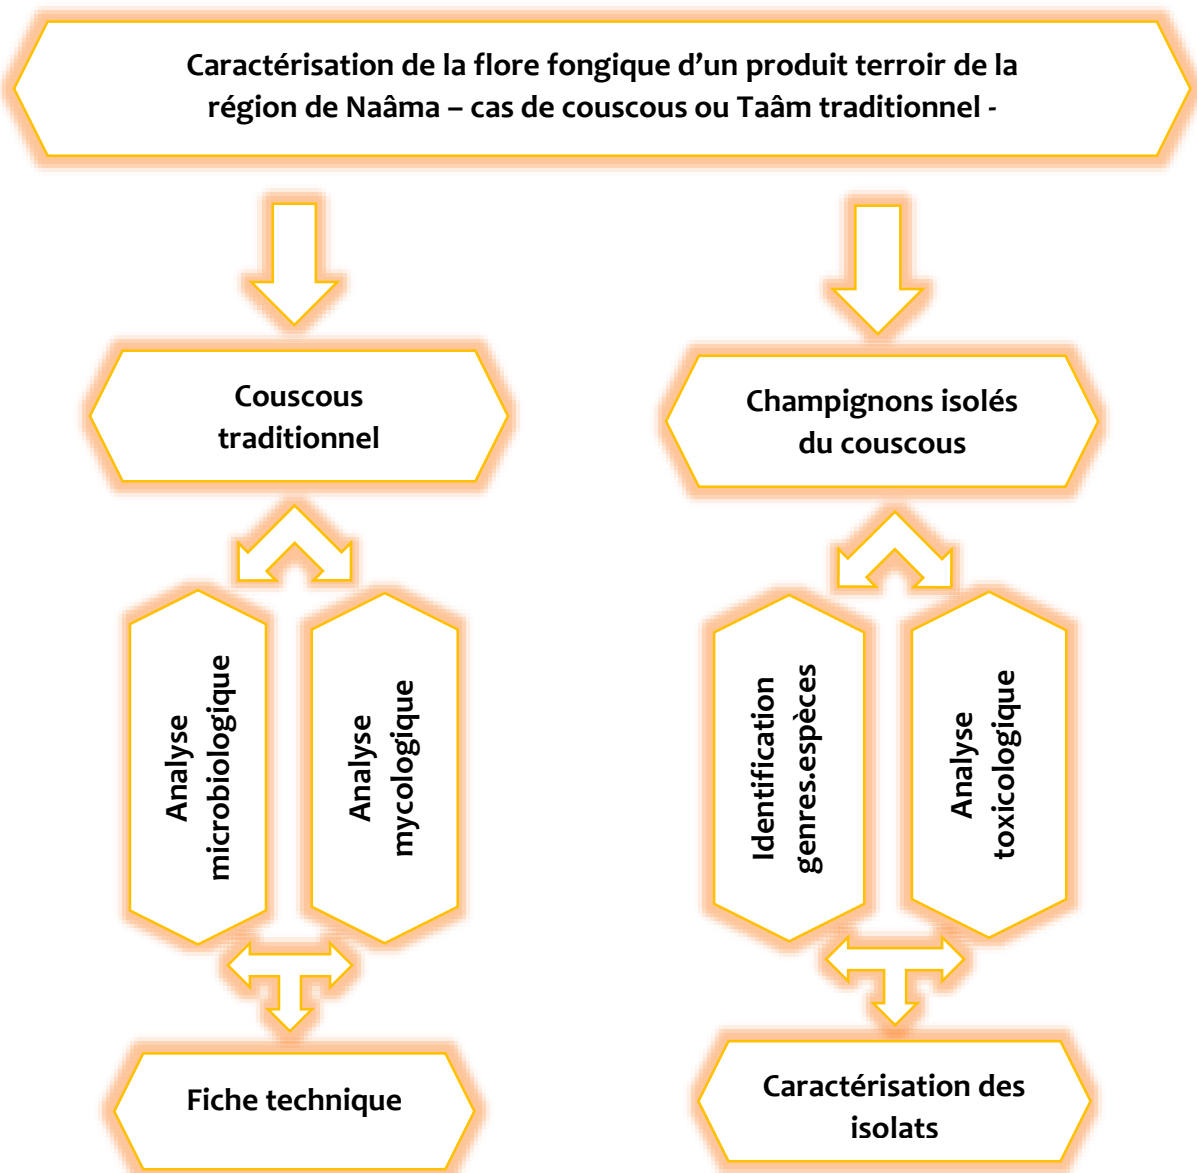 Caractérisation de la flore fongique d’un produit terroir de la
région de Naâma – cas de couscous ou Taâm traditionnel -
Couscous
traditionnel
Champignons isolés
du couscous
Analyse
microbiologique
Analyse
mycologique
Identification
genres.espèces
Analyse
toxicologique
Fiche technique
Caractérisation des
isolats